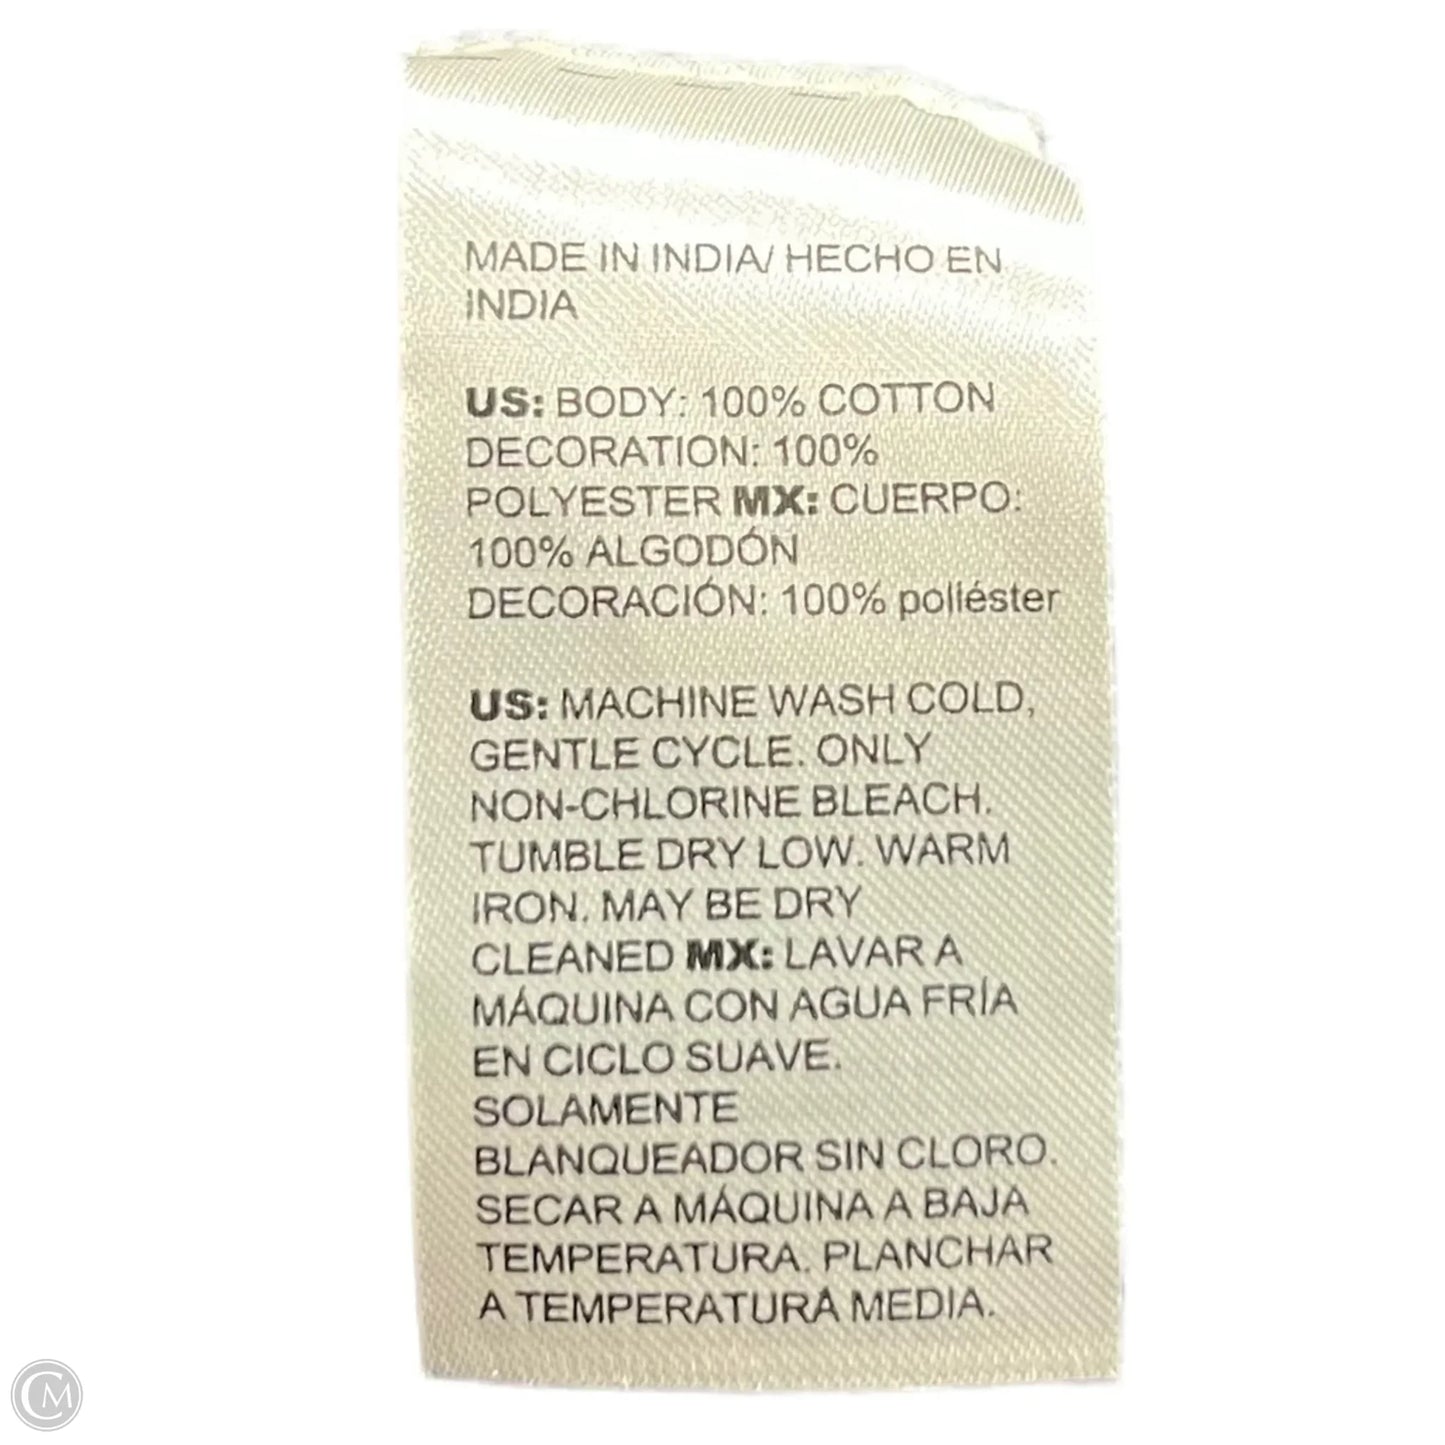 MADE IN INDIA/ HECHO EN
INDIA
US: BODY: 100% COTTON
DECORATION: 100%
POLYESTER MX: CUERPO:
100% ALGODÓN
DECORACIÓN: 100% poliéster
US: MACHINE WASH COLD,
GENTLE CYCLE. ONLY
NON-CHLORINE BLEACH.
TUMBLE DRY LOW. WARM
IRON. MAY BE DRY
CLEANED MX: LAVAR A
MÁQUINA CON AGUA FRÍA
EN CICLO SUAVE.
SOLAMENTE
BLANQUEADOR SIN CLORO.
SECAR A MÁQUINA A BAJA
TEMPERATURA. PLANCHAR
A TEMPERATURA MEDIA.
CM